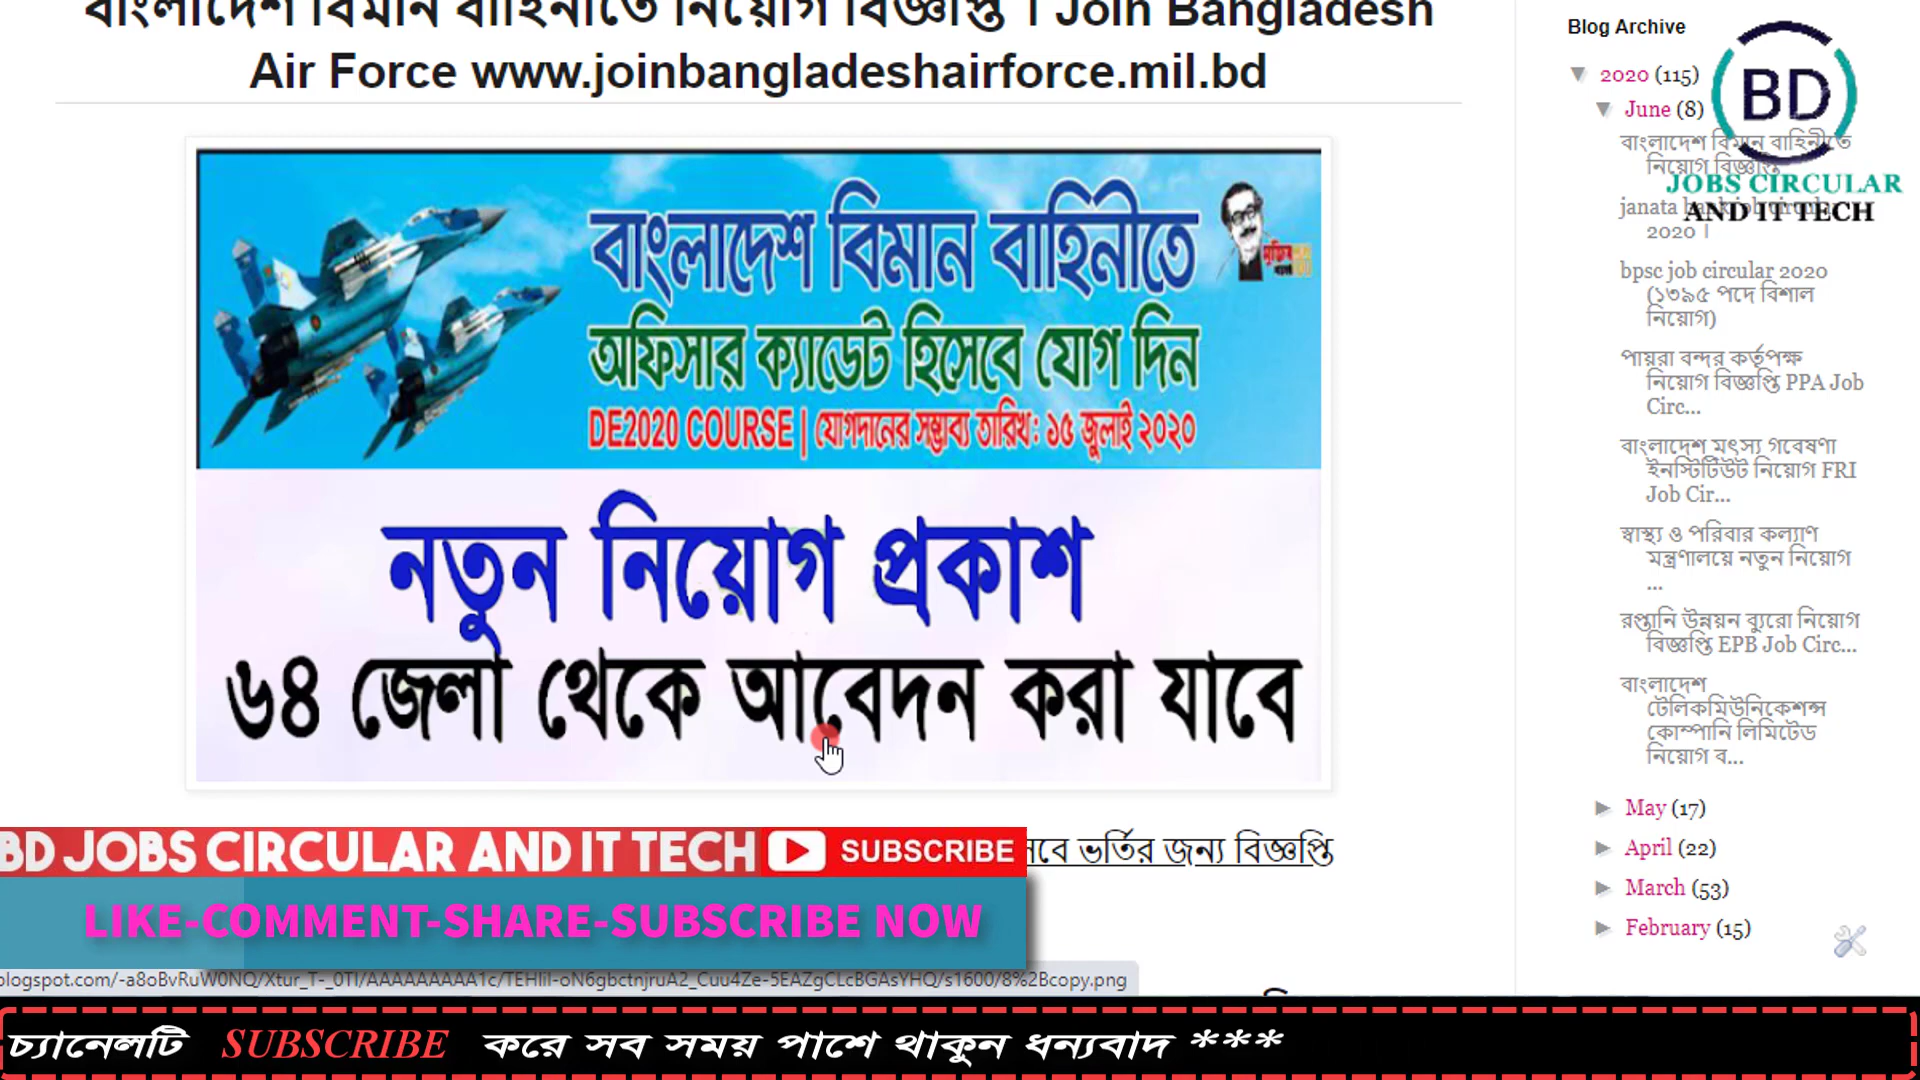 বাংলাদেশ বিমান বাহিনীতে নিয়োগ বিজ্ঞপ্তি । Join Bangladesh
Air Force www.joinbangladeshairforce.mil.bd
বাংলাদেশ বিমান বাহিনীতে
অফিসার ক্যাডেট হিসেবে যোগ দিন
DE2020 COURSE | যোগদানের সম্ভাব্য তারিখ: ১৫ জুলাই ২০২০
নতুন নিয়োগ প্রকাশ
৬৪ জেলা থেকে আবেদন করা যাবে
সেবে ভর্তির জন্য বিজ্ঞপ্তি
BD JOBS CIRCULAR AND IT TECH SUBSCRIBE
LIKE-COMMENT-SHARE-SUBSCRIBE NOW
blogspot.com/-a8oBvRuW0NQ/Xtur_T-_0TI/AAAAAAAAA1c/TEHIiI-oN6gbctnjruA2_Cuu4Ze-5EAZgCLcBGAsYHQ/s1600/8%2Bcopy.png
চ্যানেলটি SUBSCRIBE করে সব সময় পাশে থাকুন ধন্যবাদ ***
Blog Archive
2020 (115)
June (8)
বাংলাদেশ বিমান বাহিনীতে
নিয়োগ বিজ্ঞপ্তি
janata bank job circular
2020 ।
bpsc job circular 2020
(১৩৯৫ পদে বিশাল
নিয়োগ)
পায়রা বন্দর কর্তৃপক্ষ
নিয়োগ বিজ্ঞপ্তি PPA Job
Circ...
বাংলাদেশ মৎস্য গবেষণা
ইনস্টিটিউট নিয়োগ FRI
Job Cir...
স্বাস্থ্য ও পরিবার কল্যাণ
মন্ত্রণালয়ে নতুন নিয়োগ
...
রপ্তানি উন্নয়ন ব্যুরো নিয়োগ
বিজ্ঞপ্তি EPB Job Circ...
বাংলাদেশ
টেলিকমিউনিকেশন্স
কোম্পানি লিমিটেড
নিয়োগ ব...
May (17)
April (22)
March (53)
February (15)
BD
JOBS CIRCULAR
AND IT TECH